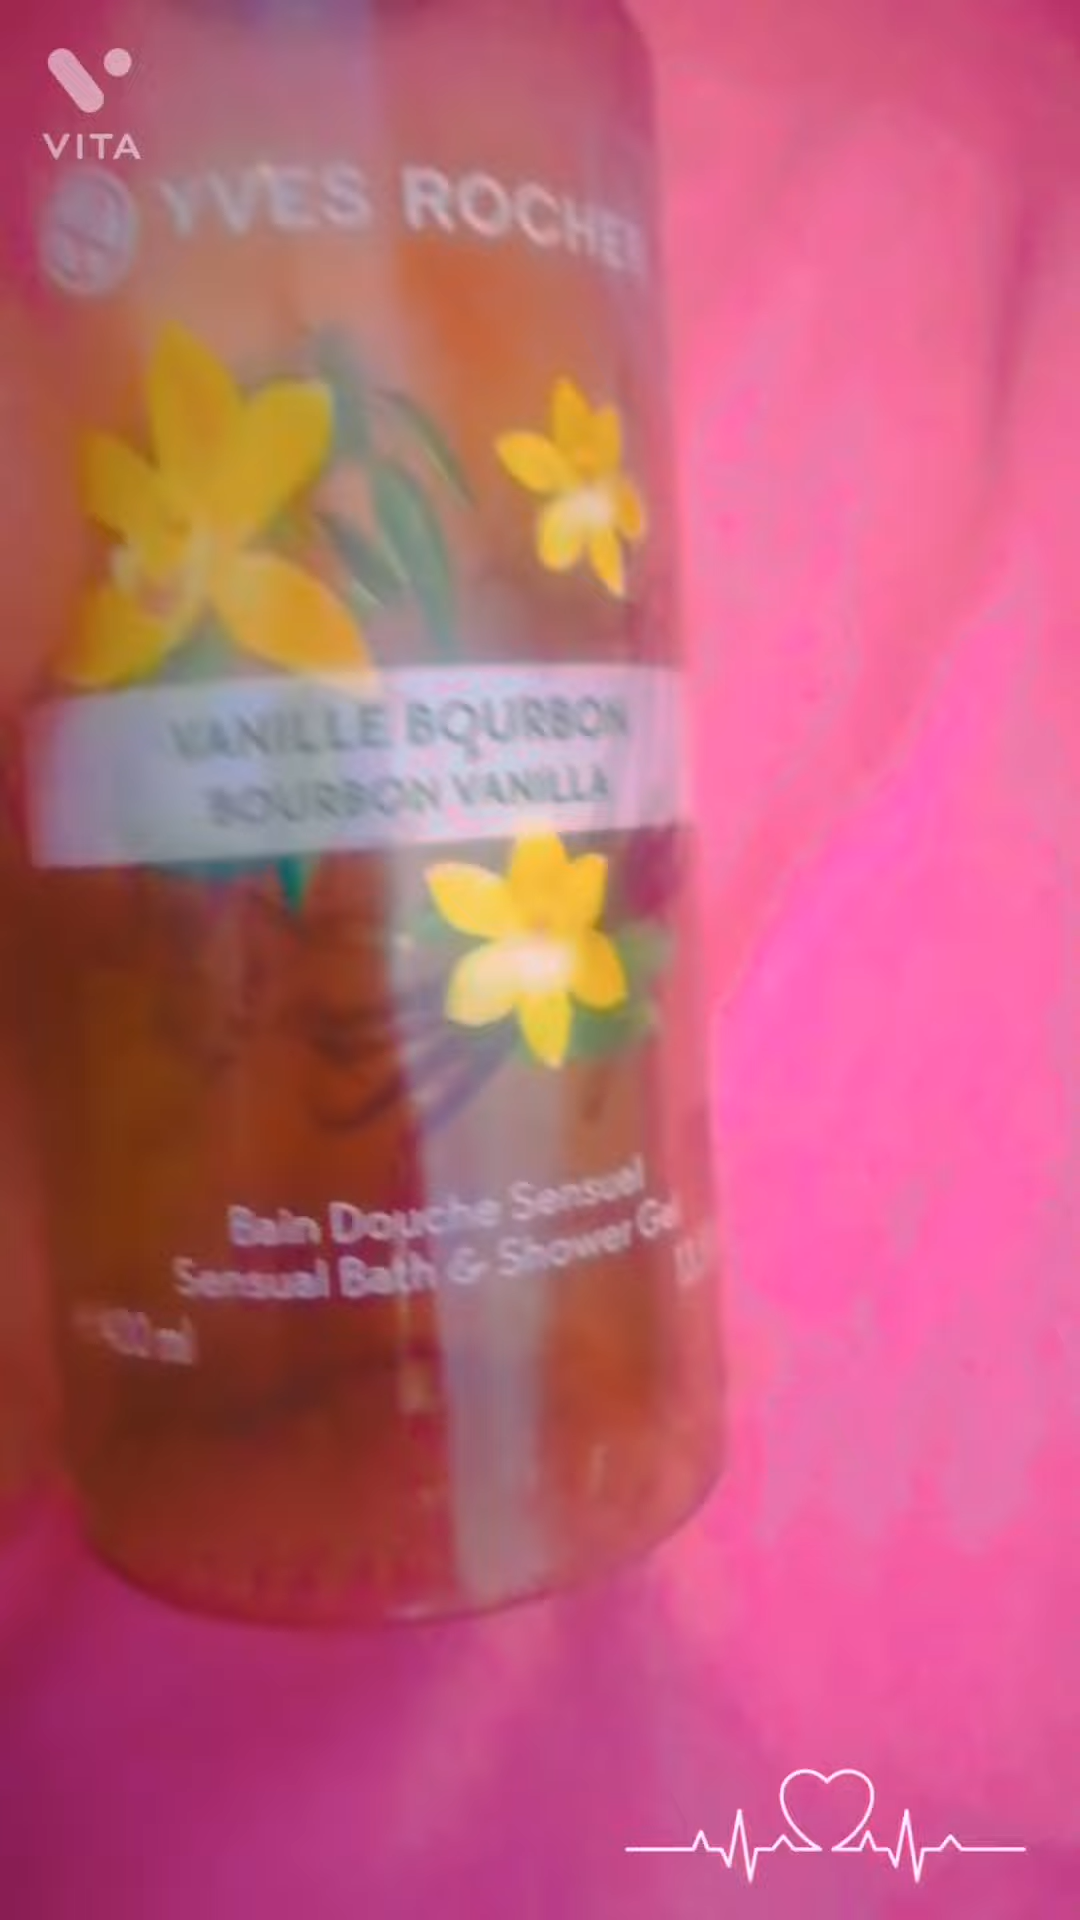 VITA
YVES ROCHER
VANILLE BOURBON
BOURBON VANILLA
Bain Douche Sensuel
Sensual Bath & Shower Gel